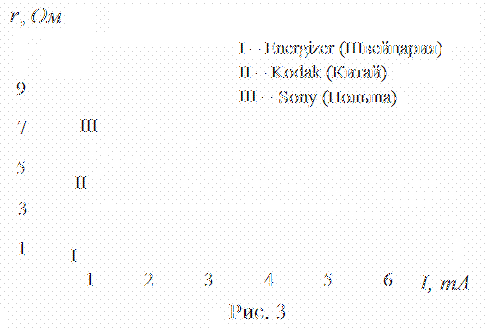 r, Ом
I - - Energizer (Швейцария)
II - - Kodak (Китай)
III - - Sony (Польша)
9
7
III
5
II
3
1
I
1 2 3 4 5 6 I, mA
Рис. 3